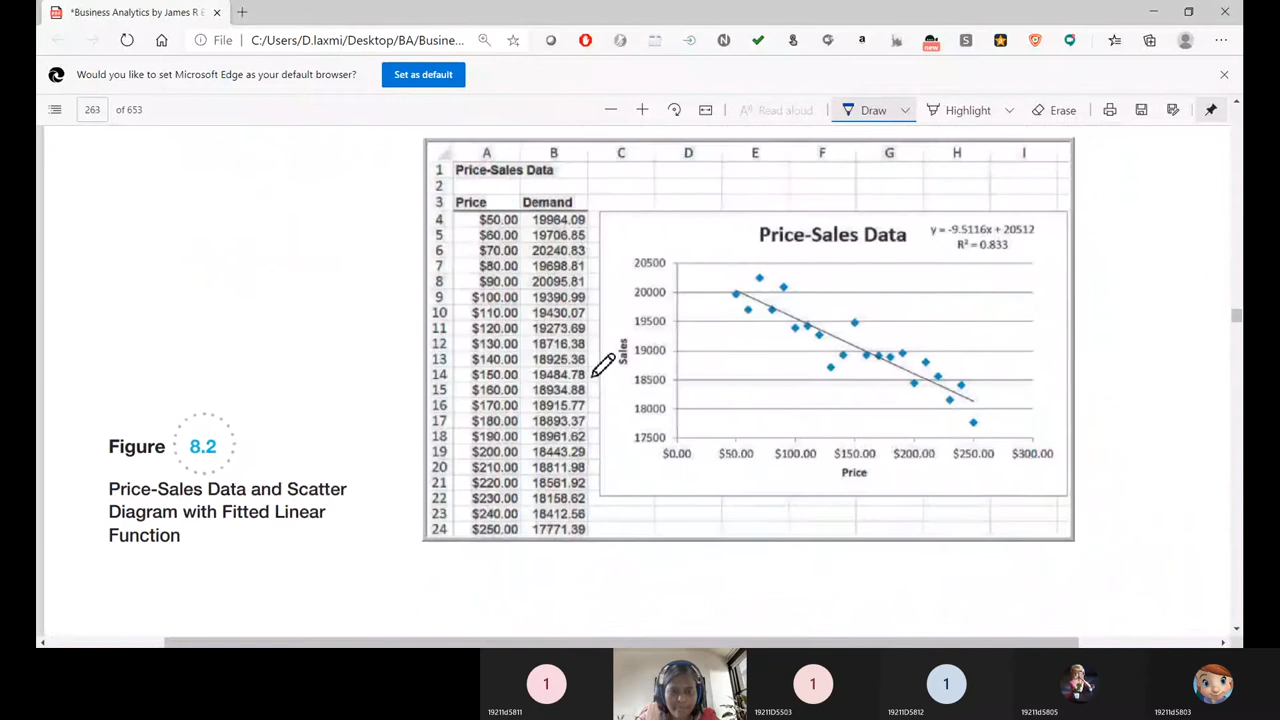 *Business Analytics by James R E
File
C:/Users/D.laxmi/Desktop/BA/Busine...
new
Would you like to set Microsoft Edge as your default browser?
Set as default
263 of 653
Read aloud
Draw
Highlight
Erase
A B C D E F G H I
1 Price-Sales Data
2
3 Price Demand
4 $50.00 19964.09
5 $60.00 19706.85
6 $70.00 20240.83
7 $80.00 19698.81
8 $90.00 20095.81
9 $100.00 19390.99
10 $110.00 19430.07
11 $120.00 19273.69
12 $130.00 18716.38
13 $140.00 18925.36
14 $150.00 19484.78
15 $160.00 18934.88
16 $170.00 18915.77
17 $180.00 18893.37
18 $190.00 18961.62
19 $200.00 18443.29
20 $210.00 18811.98
21 $220.00 18561.92
22 $230.00 18158.62
23 $240.00 18412.56
24 $250.00 17771.39
Price-Sales Data
y = -9.5116x + 20512
R² = 0.833
20500
20000
19500
19000
18500
18000
17500
Sales
$0.00 $50.00 $100.00 $150.00 $200.00 $250.00 $300.00
Price
Figure 8.2
Price-Sales Data and Scatter
Diagram with Fitted Linear
Function
1
1
1
19211d5811
19211D5503
19211D5812
19211d5805
19211d5803